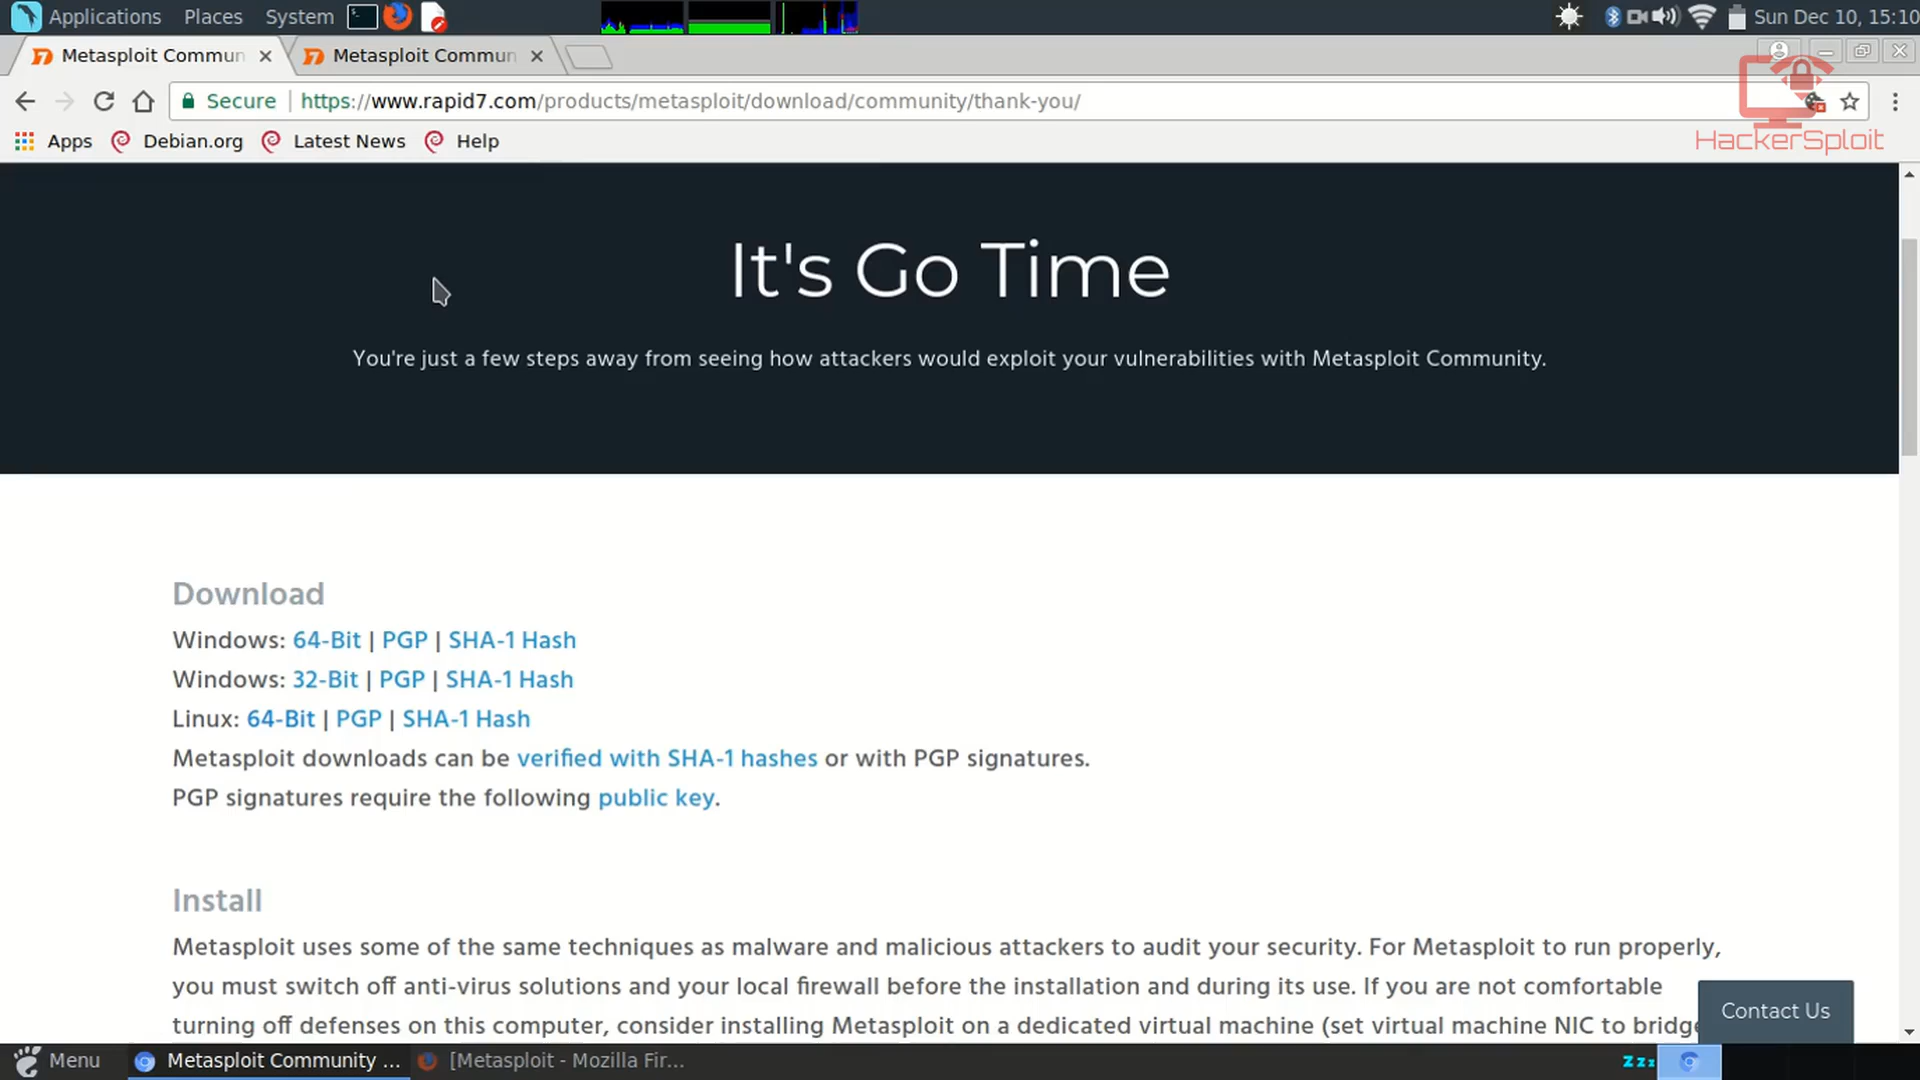 Applications Places System
Sun Dec 10, 15:10
Metasploit Commun
Metasploit Commun
Secure https://www.rapid7.com/products/metasploit/download/community/thank-you/
Apps Debian.org Latest News Help
HackerSploit
It's Go Time
You're just a few steps away from seeing how attackers would exploit your vulnerabilities with Metasploit Community.
Download
Windows: 64-Bit | PGP | SHA-1 Hash
Windows: 32-Bit | PGP | SHA-1 Hash
Linux: 64-Bit | PGP | SHA-1 Hash
Metasploit downloads can be verified with SHA-1 hashes or with PGP signatures.
PGP signatures require the following public key.
Install
Metasploit uses some of the same techniques as malware and malicious attackers to audit your security. For Metasploit to run properly,
you must switch off anti-virus solutions and your local firewall before the installation and during its use. If you are not comfortable
turning off defenses on this computer, consider installing Metasploit on a dedicated virtual machine (set virtual machine NIC to bridge
Contact Us
Menu Metasploit Community ... [Metasploit - Mozilla Fir... zzz